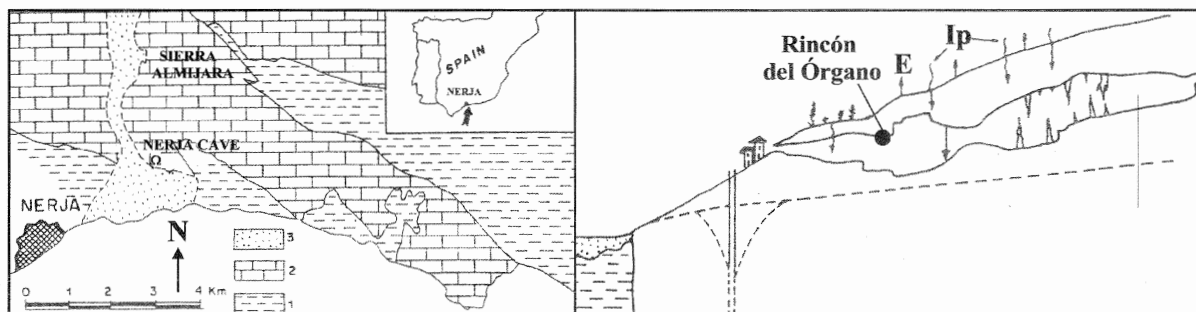 SIERRA
ALMIJARA
NERJA CAVE
Ω
NERJA
N
0 1 2 3 4 Km
3
2
1
SPAIN
NERJA
Rincón
del Órgano
E
Ip